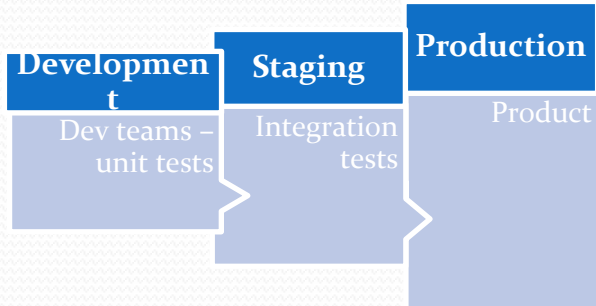 Developmen
t
Dev teams –
unit tests
Staging
Integration
tests
Production
Product